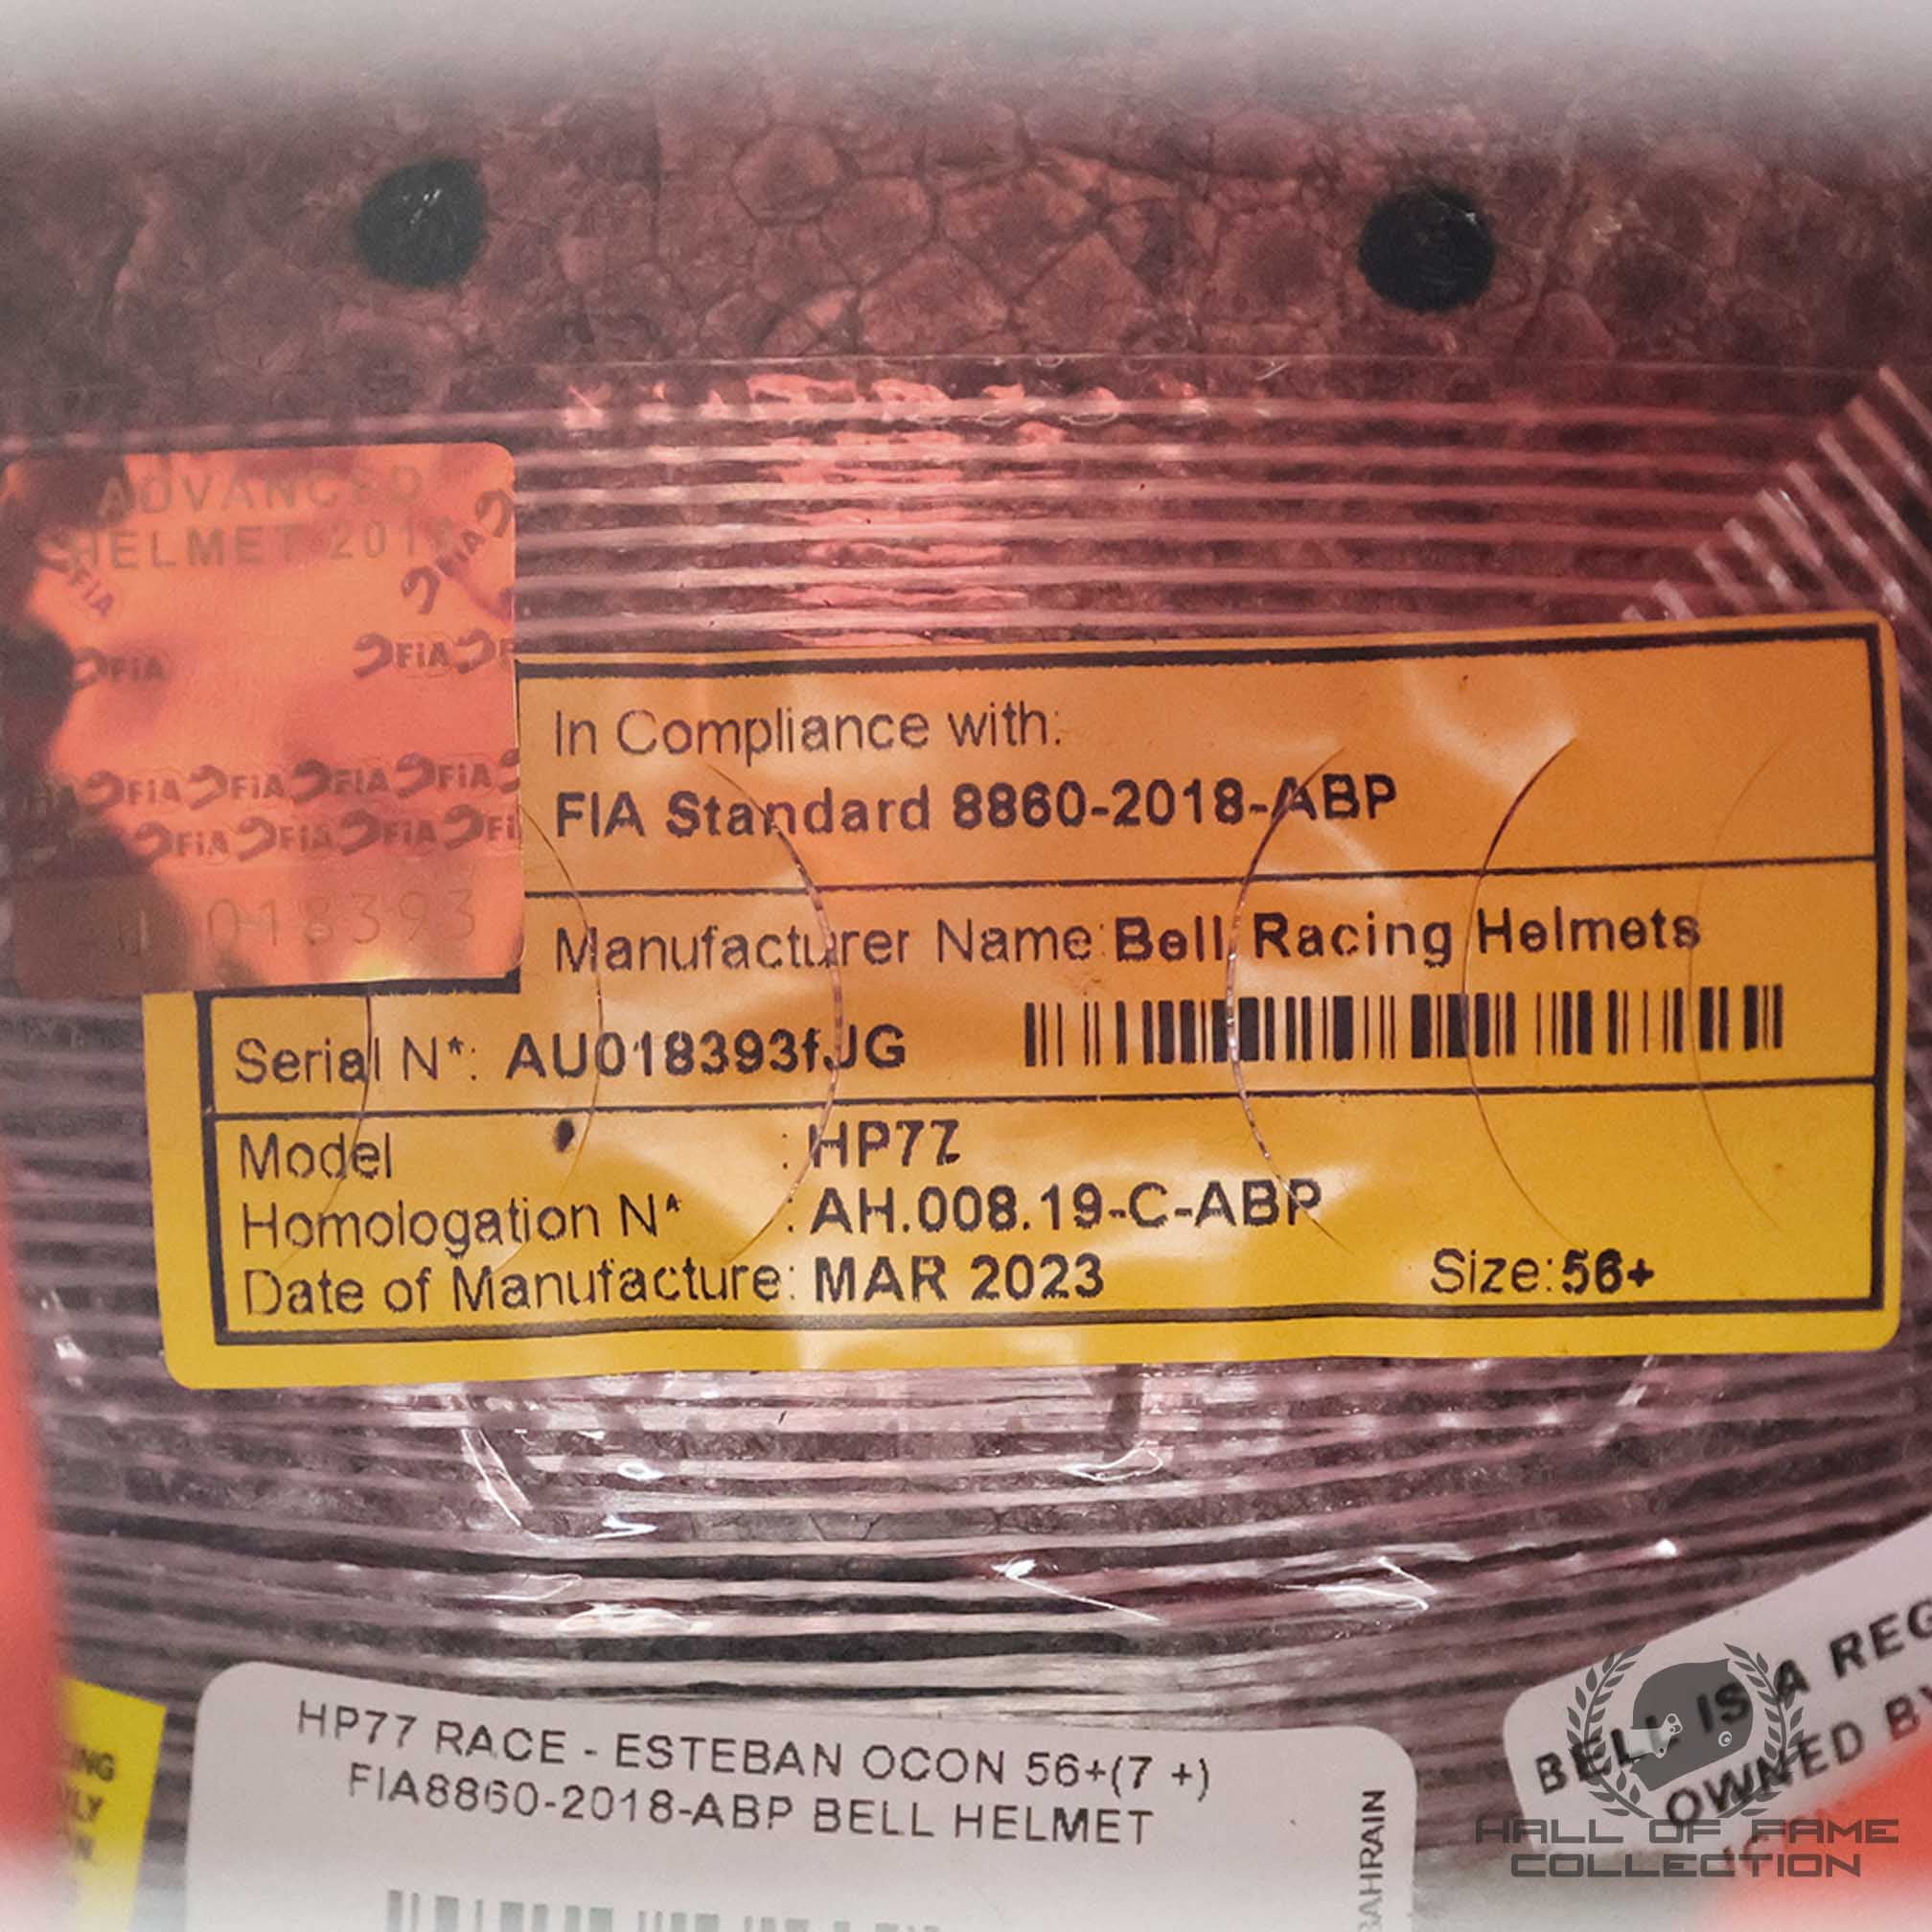 ADVANCED
HELMET 201
FIA
FIA
FIA
FIA
FIA FIA FIA FIA
FIA FIA FIA FI
018393
In Compliance with:
FIA Standard 8860-2018-ABP
Manufacturer Name:Bell Racing Helmets
Serial N*: AU018393fJG
Model : HP77
Homologation N* : AH.008.19-C-ABP
Date of Manufacture: MAR 2023 Size:56+
HP77 RACE - ESTEBAN OCON 56+(7 +)
FIA8860-2018-ABP BELL HELMET
BAHRAIN
BELL IS A REG
OWNED BY
HALL OF FAME
COLLECTION